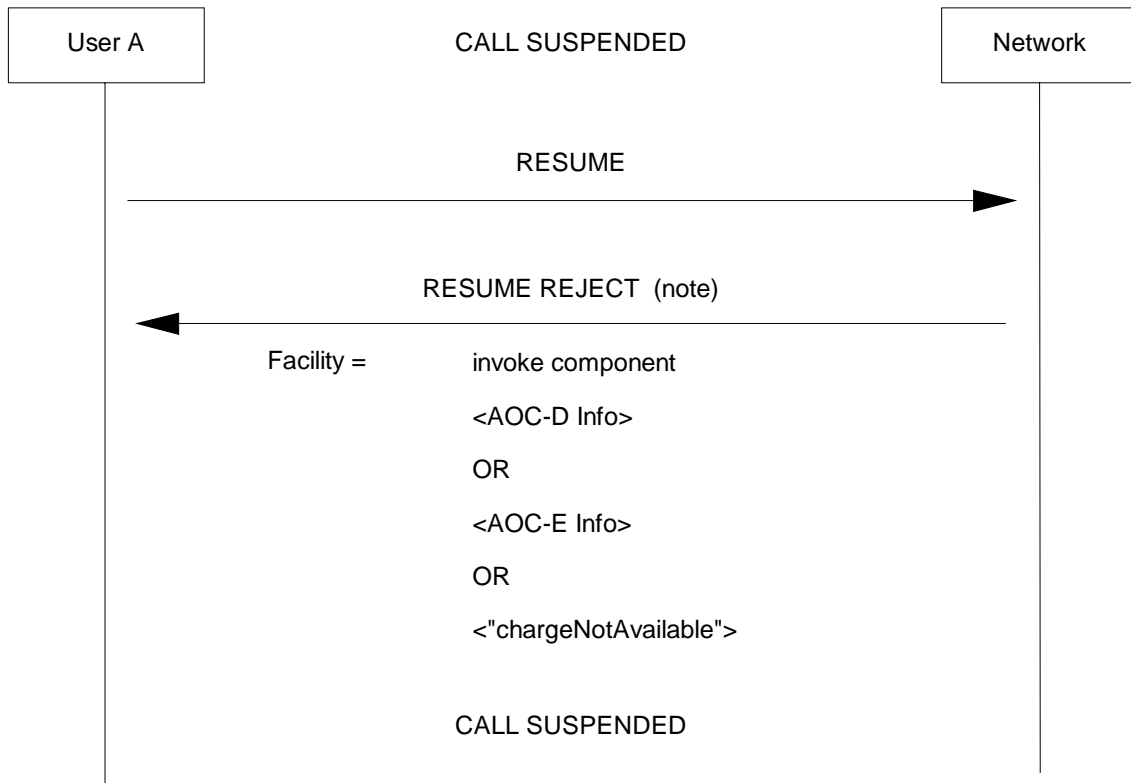 User A
CALL SUSPENDED
Network
RESUME
RESUME REJECT (note)
Facility = invoke component
<AOC-D Info>
OR
<AOC-E Info>
OR
<"chargeNotAvailable">
CALL SUSPENDED